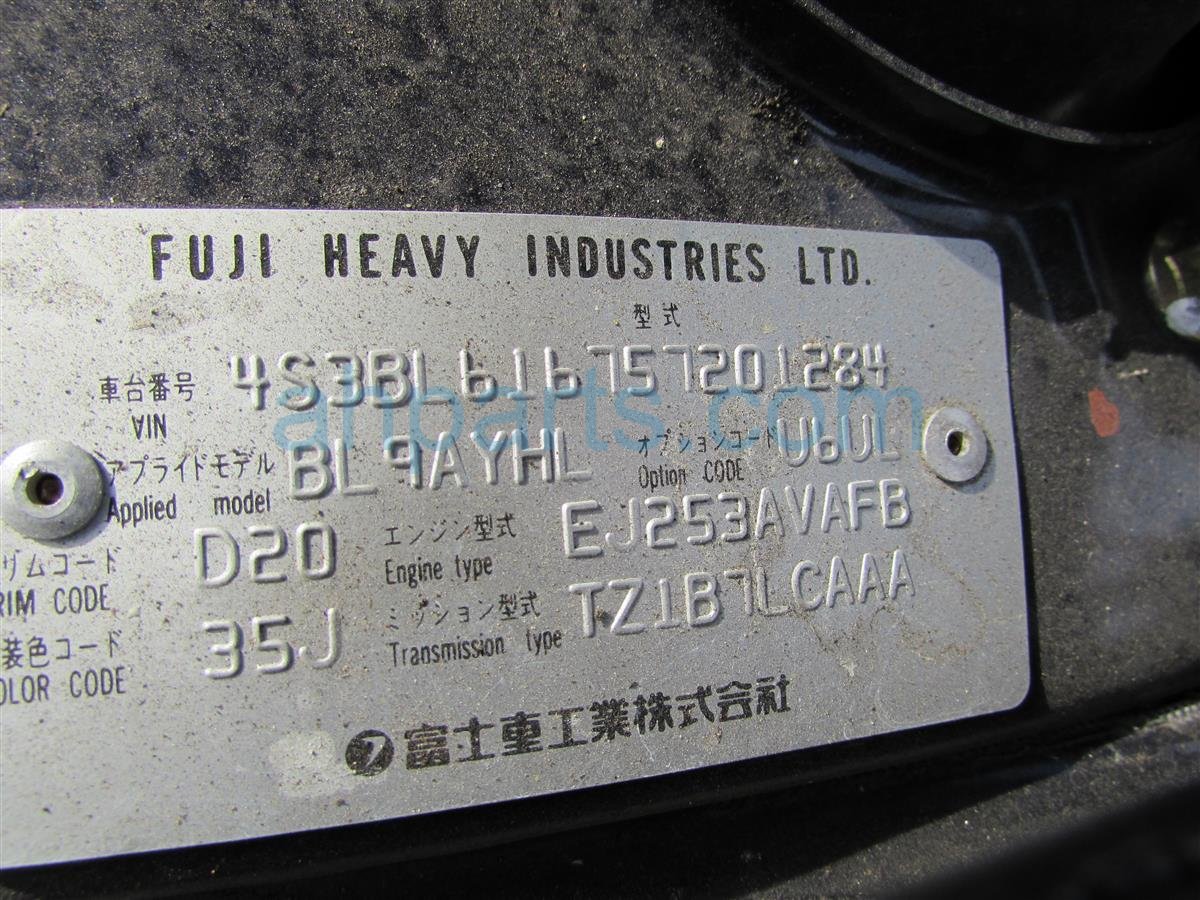 FUJI HEAVY INDUSTRIES LTD.
型式
車台番号 4S3BL616757201284
VIN
アプライドモデル BL9AYHL オプションコード U6UL
Applied model Option CODE
リムコード D20 エンジン型式 EJ253AVAFB
RIM CODE Engine type
装色コード 35J ミッション型式 TZ1B7LCAAA
OLOR CODE Transmission type
富士重工業株式会社
ahparts.com